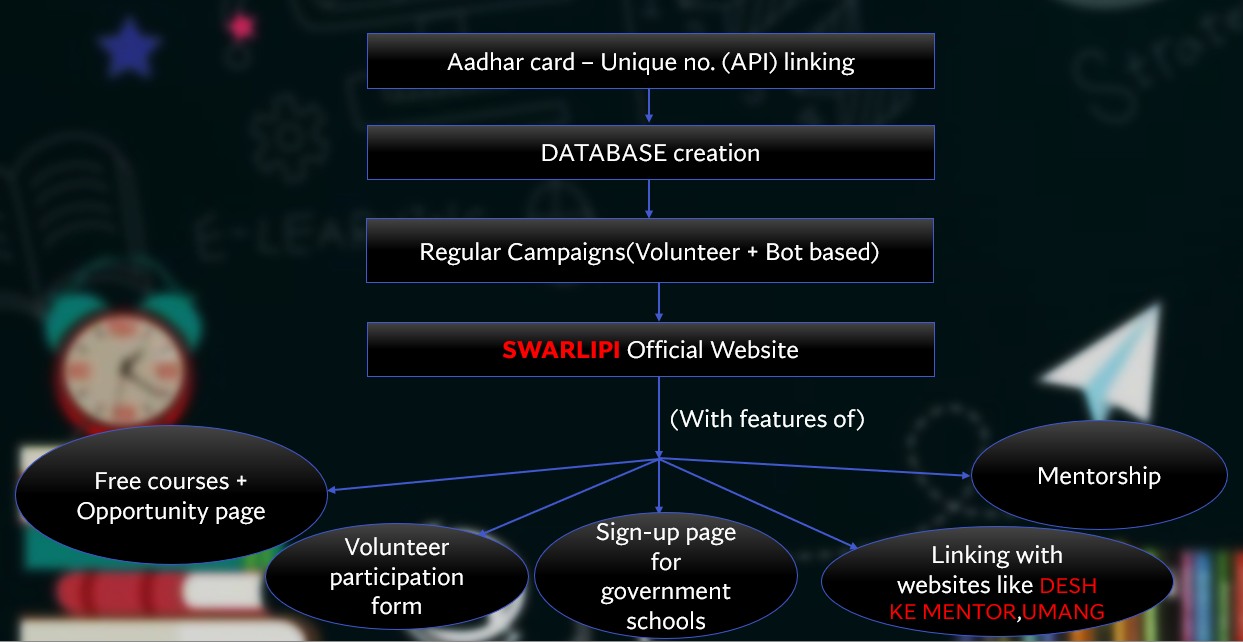 Aadhar card – Unique no. (API) linking
DATABASE creation
Regular Campaigns(Volunteer + Bot based)
SWARLIPI Official Website
(With features of)
Free courses +
Opportunity page
Volunteer
participation
form
Sign-up page
for
government
schools
Linking with
websites like DESH
KE MENTOR,UMANG
Mentorship
E-LEA
Strate